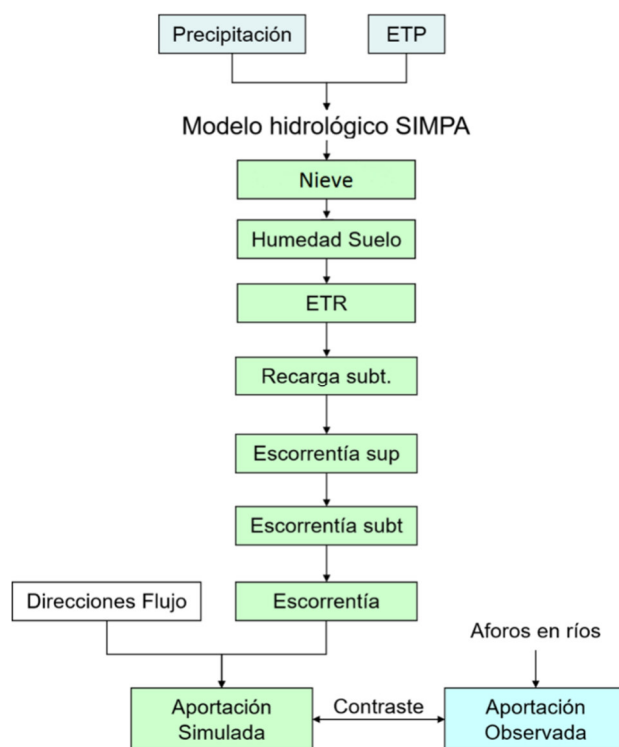 Precipitación
ETP
Modelo hidrológico SIMPA
Nieve
Humedad Suelo
ETR
Recarga subt.
Escorrentía sup
Escorrentía subt
Direcciones Flujo
Escorrentía
Aforos en ríos
Aportación
Simulada
Contraste
Aportación
Observada